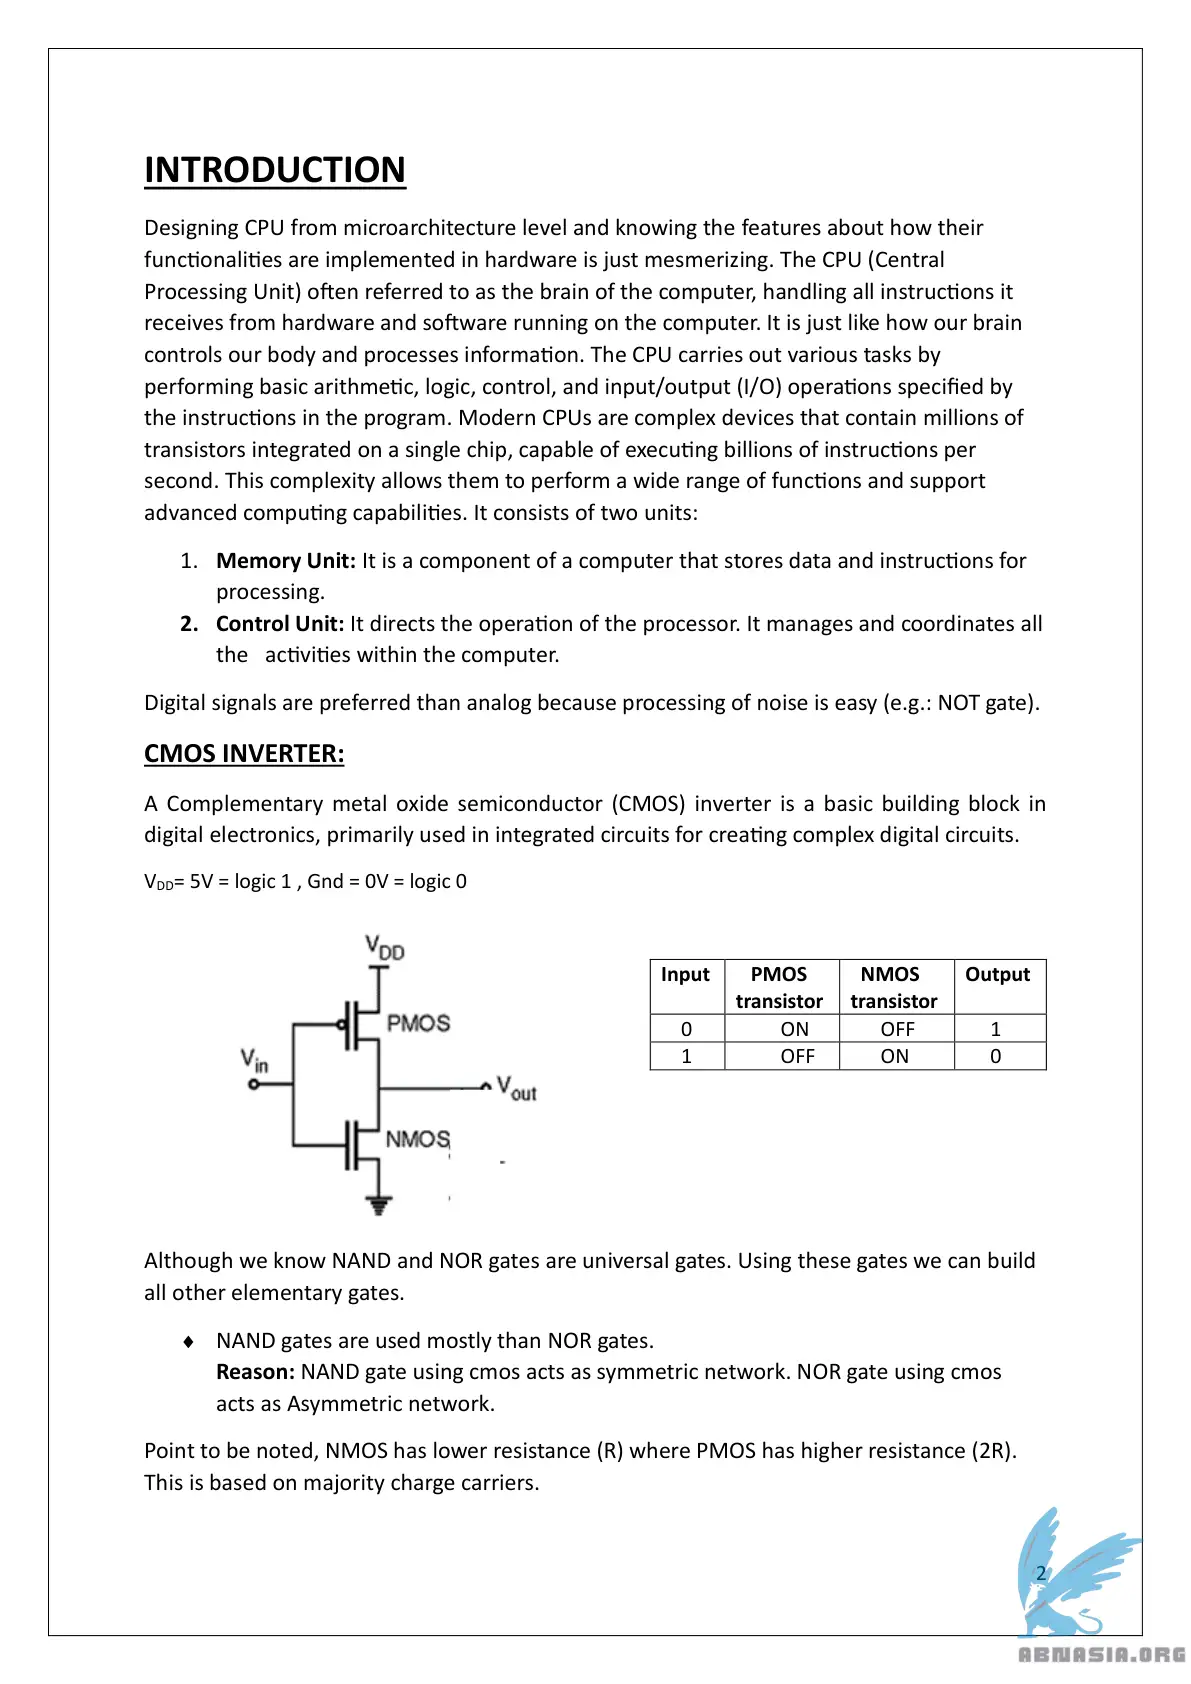 INTRODUCTION
Designing CPU from microarchitecture level and knowing the features about how their
functionalities are implemented in hardware is just mesmerizing. The CPU (Central
Processing Unit) often referred to as the brain of the computer, handling all instructions it
receives from hardware and software running on the computer. It is just like how our brain
controls our body and processes information. The CPU carries out various tasks by
performing basic arithmetic, logic, control, and input/output (I/O) operations specified by
the instructions in the program. Modern CPUs are complex devices that contain millions of
transistors integrated on a single chip, capable of executing billions of instructions per
second. This complexity allows them to perform a wide range of functions and support
advanced computing capabilities. It consists of two units:
1. Memory Unit: It is a component of a computer that stores data and instructions for
processing.
2. Control Unit: It directs the operation of the processor. It manages and coordinates all
the activities within the computer.
Digital signals are preferred than analog because processing of noise is easy (e.g.: NOT gate).
CMOS INVERTER:
A Complementary metal oxide semiconductor (CMOS) inverter is a basic building block in
digital electronics, primarily used in integrated circuits for creating complex digital circuits.
VDD= 5V = logic 1 , Gnd = 0V = logic 0
VDD
PMOS
Vin
Vout
NMOS
Input PMOS NMOS Output
transistor transistor
0 ON OFF 1
1 OFF ON 0
Although we know NAND and NOR gates are universal gates. Using these gates we can build
all other elementary gates.
♦ NAND gates are used mostly than NOR gates.
Reason: NAND gate using cmos acts as symmetric network. NOR gate using cmos
acts as Asymmetric network.
Point to be noted, NMOS has lower resistance (R) where PMOS has higher resistance (2R).
This is based on majority charge carriers.
2
ABNASIA.ORG